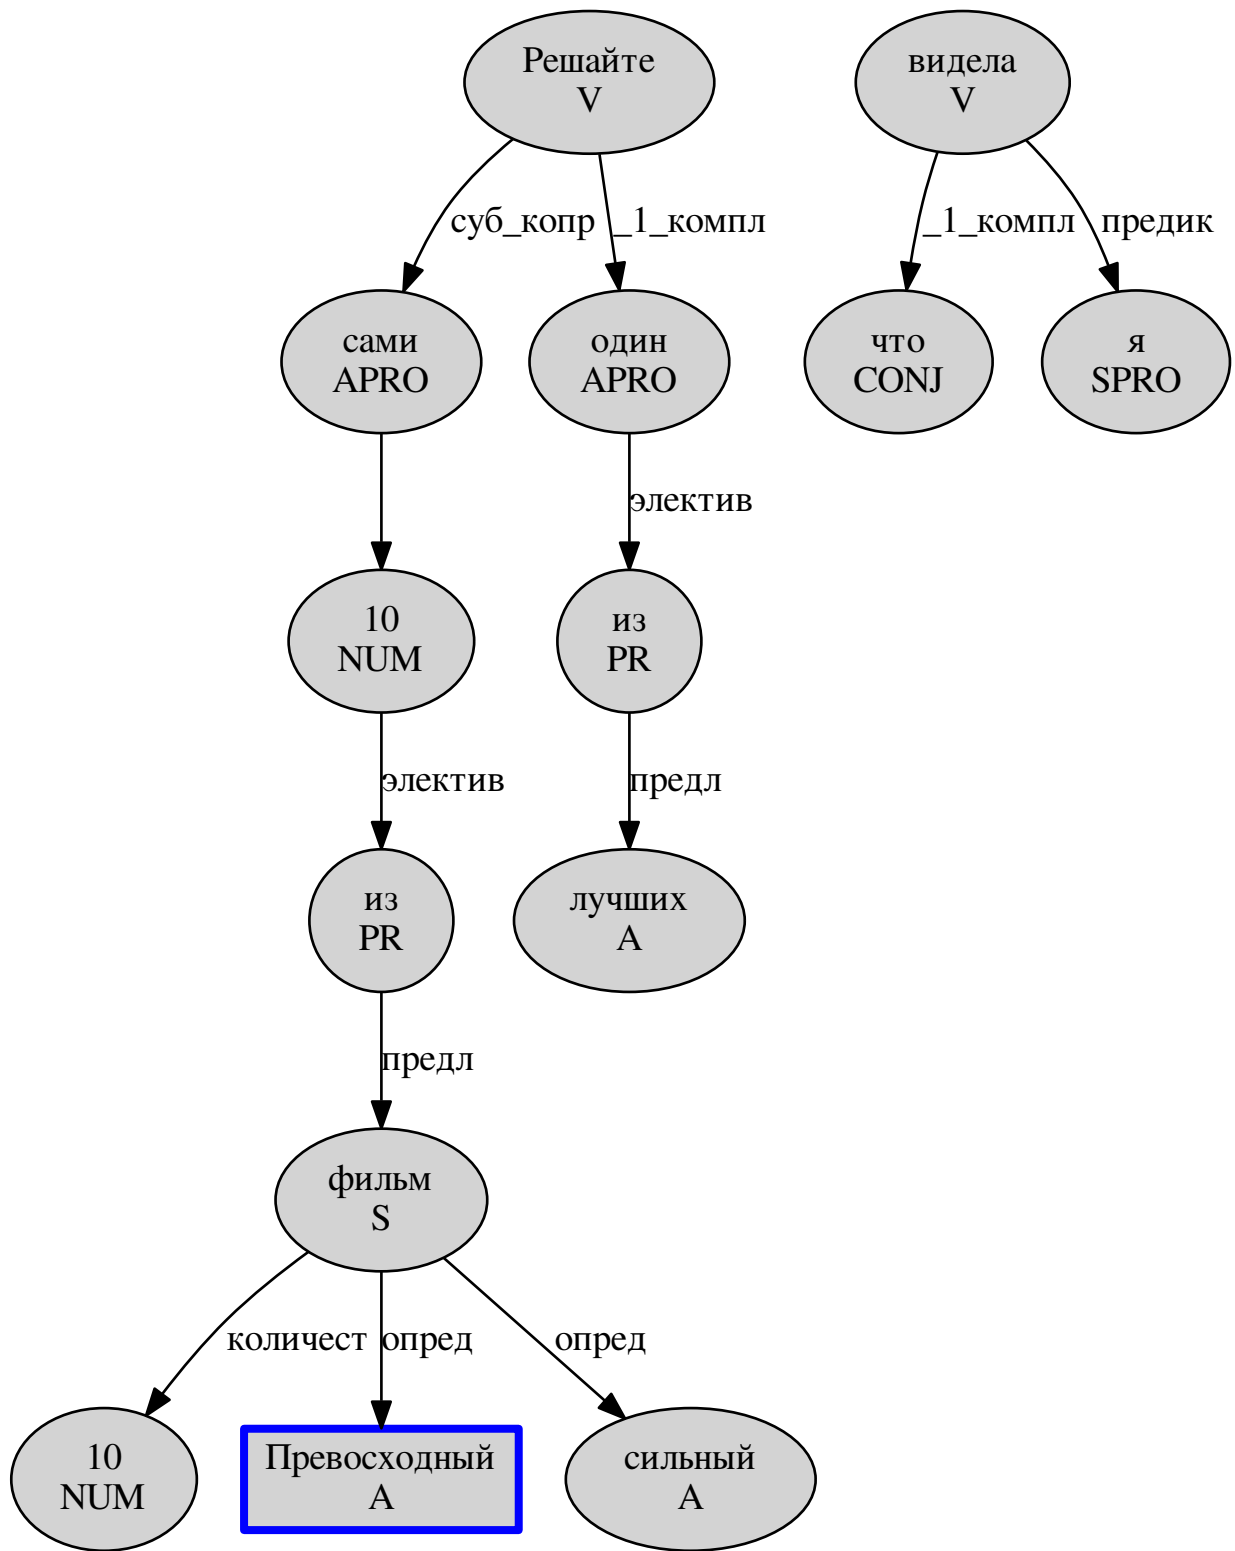 Решайте
V
видела
V
суб_копр
_1_компл
_1_компл
предик
сами
APRO
один
APRO
что
CONJ
я
SPRO
электив
10
NUM
из
PR
электив
предл
из
PR
лучших
A
предл
фильм
S
количест
опред
опред
10
NUM
Превосходный
A
сильный
A